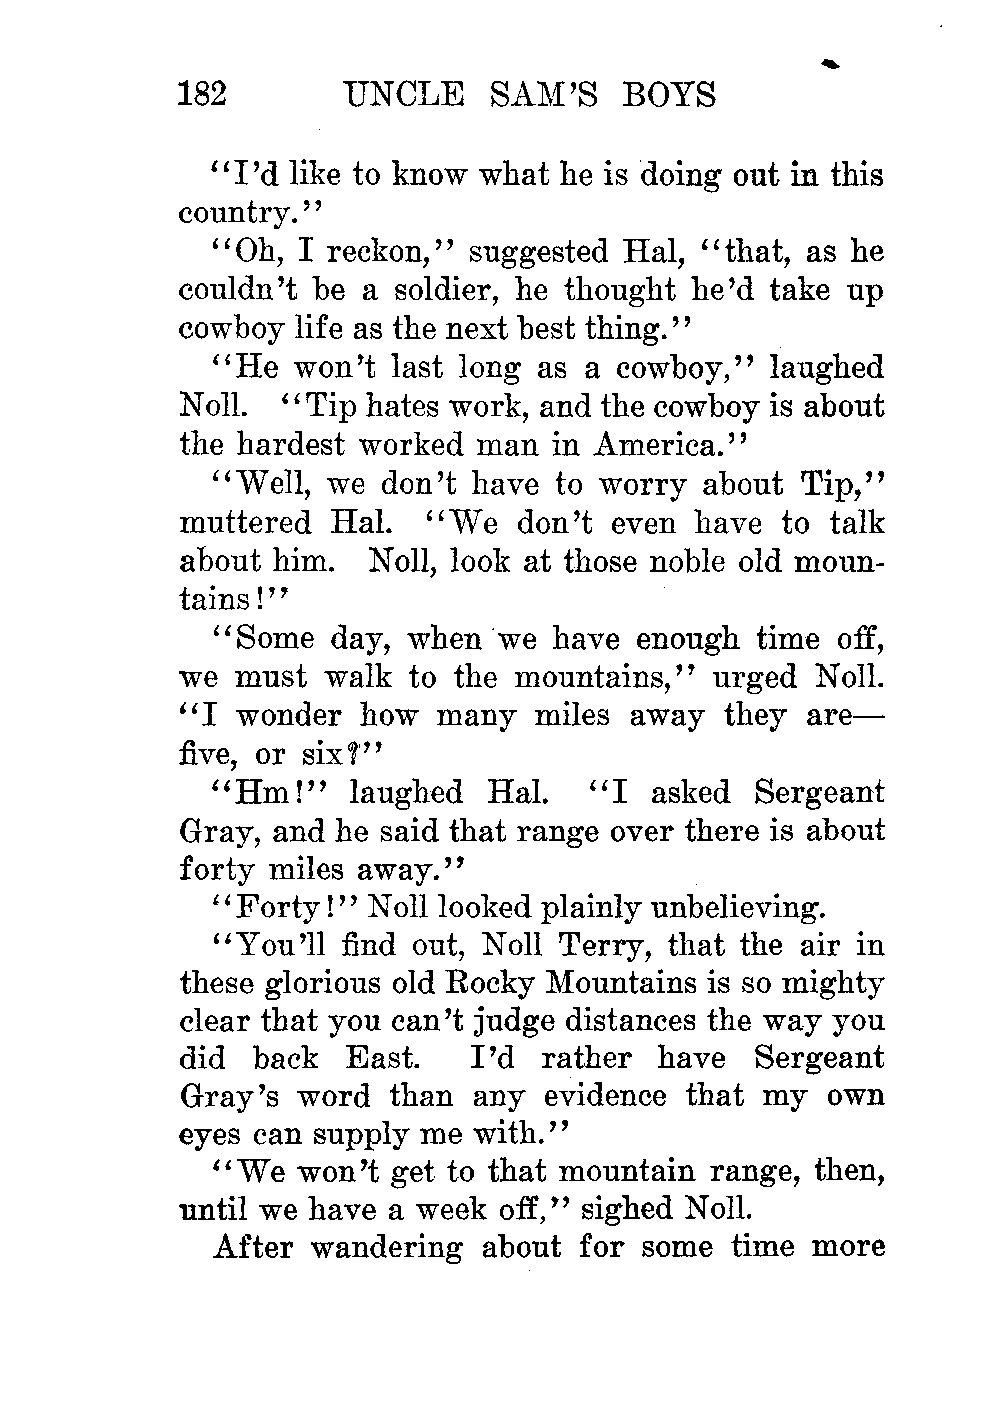 182 UNCLE SAM'S BOYS
"I'd like to know what he is doing out in this
country."
"Oh, I reckon," suggested Hal, "that, as he
couldn't be a soldier, he thought he'd take up
cowboy life as the next best thing."
"He won't last long as a cowboy," laughed
Noll. "Tip hates work, and the cowboy is about
the hardest worked man in America."
"Well, we don't have to worry about Tip,"
muttered Hal. "We don't even have to talk
about him. Noll, look at those noble old moun-
tains!"
"Some day, when we have enough time off,
we must walk to the mountains," urged Noll.
"I wonder how many miles away they are—
five, or six?"
"Hm!" laughed Hal. "I asked Sergeant
Gray, and he said that range over there is about
forty miles away."
"Forty!" Noll looked plainly unbelieving.
"You'll find out, Noll Terry, that the air in
these glorious old Rocky Mountains is so mighty
clear that you can't judge distances the way you
did back East. I'd rather have Sergeant
Gray's word than any evidence that my own
eyes can supply me with."
"We won't get to that mountain range, then,
until we have a week off," sighed Noll.
After wandering about for some time more